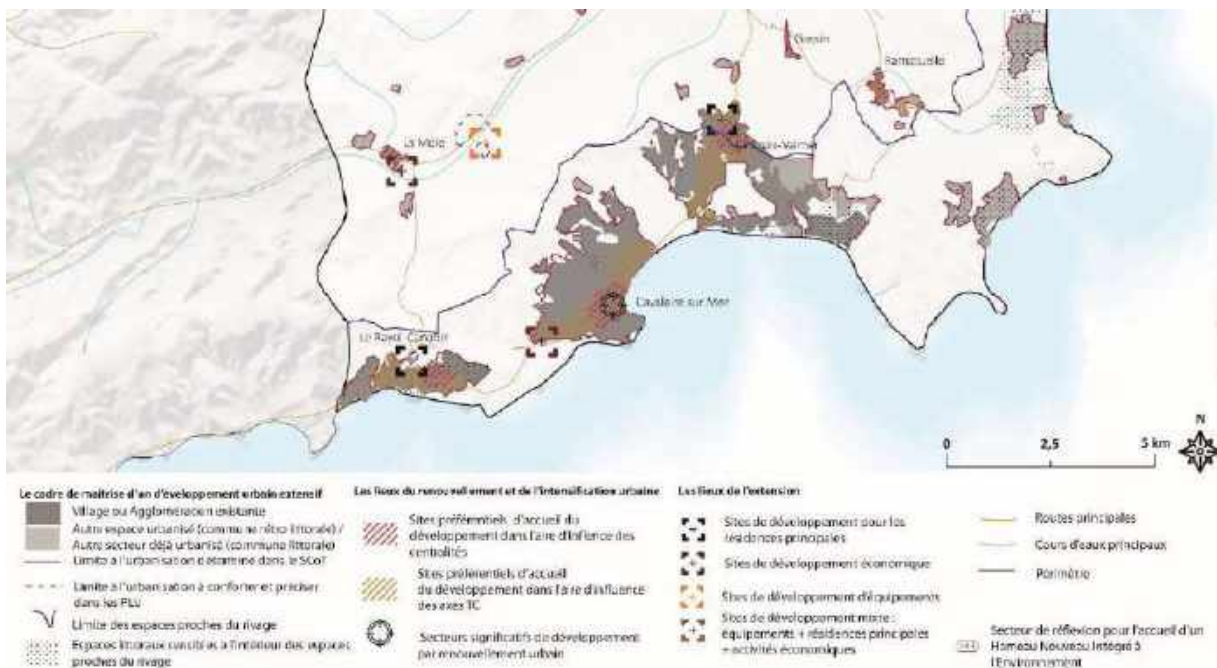 Gassin
Ramatuelle
La Mole
Cavalaire sur Mer
N
0 2,5 5 km
Le cadre de maîtrise d'un d'éveloppement urbain extensif
Village ou Agglomération existante
Autre espace urbanisé (commune rétro littorale) /
Autre secteur déjà urbanisé (commune littorale)
Limite à l'urbanisation déterminé dans le SCoT
Limite à l'urbanisation à conforter et préciser
dans les PLU
Limite des espaces proches du rivage
Espaces littoraux sensibles à l'intérieur des espaces
proches du rivage
Les lieux du renouvellement et de l'intensification urbaine
Sites préférentiels d'accueil du
développement dans l'aire d'inflence des
centralités
Sites préférentiels d'accueil
du développement dans l'aire d'influence
des axes TC
Secteurs significatifs de développement
par renouvellement urbain
Les lieux de l'extension
Sites de développement pour les
résidences principales
Sites de développement économique
Sites de développement d'équipements
Sites de développement mixte :
équipements + résidences principales
+ activités économiques
Routes principales
Cours d'eaux principaux
Périmètre
Secteur de réflexion pour l'accueil d'un
Hameau Nouveau Intégré à
l'Environnement